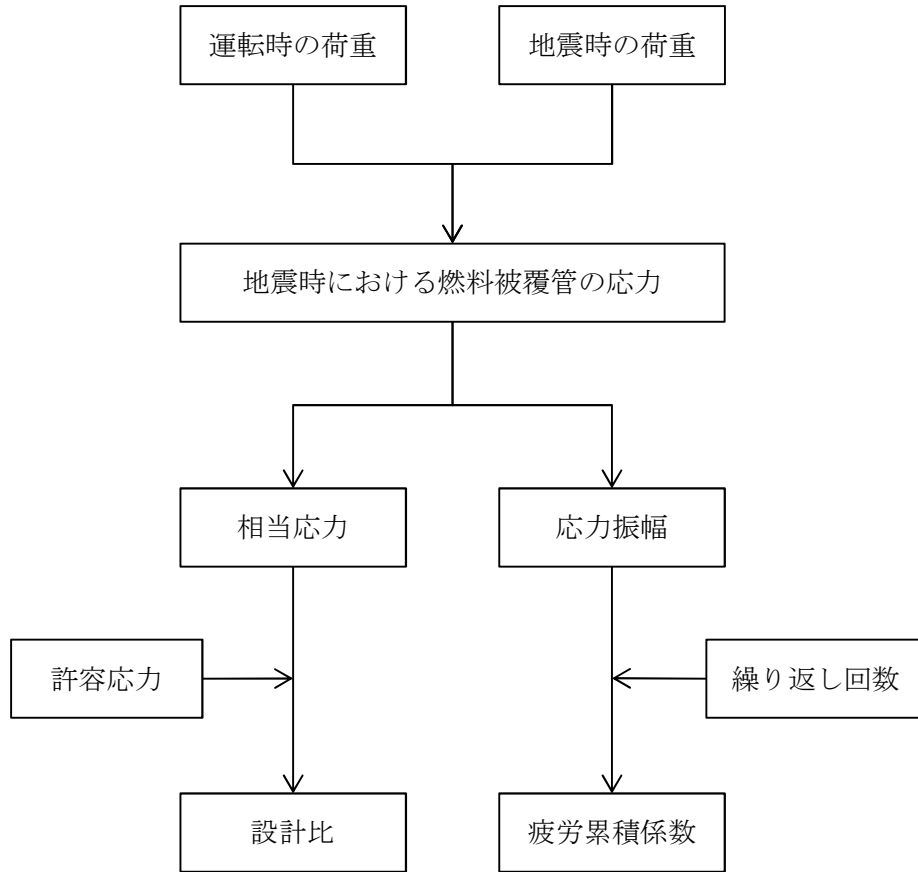 運転時の荷重
地震時の荷重
地震時における燃料被覆管の応力
相当応力
応力振幅
許容応力
繰り返し回数
設計比
疲労累積係数